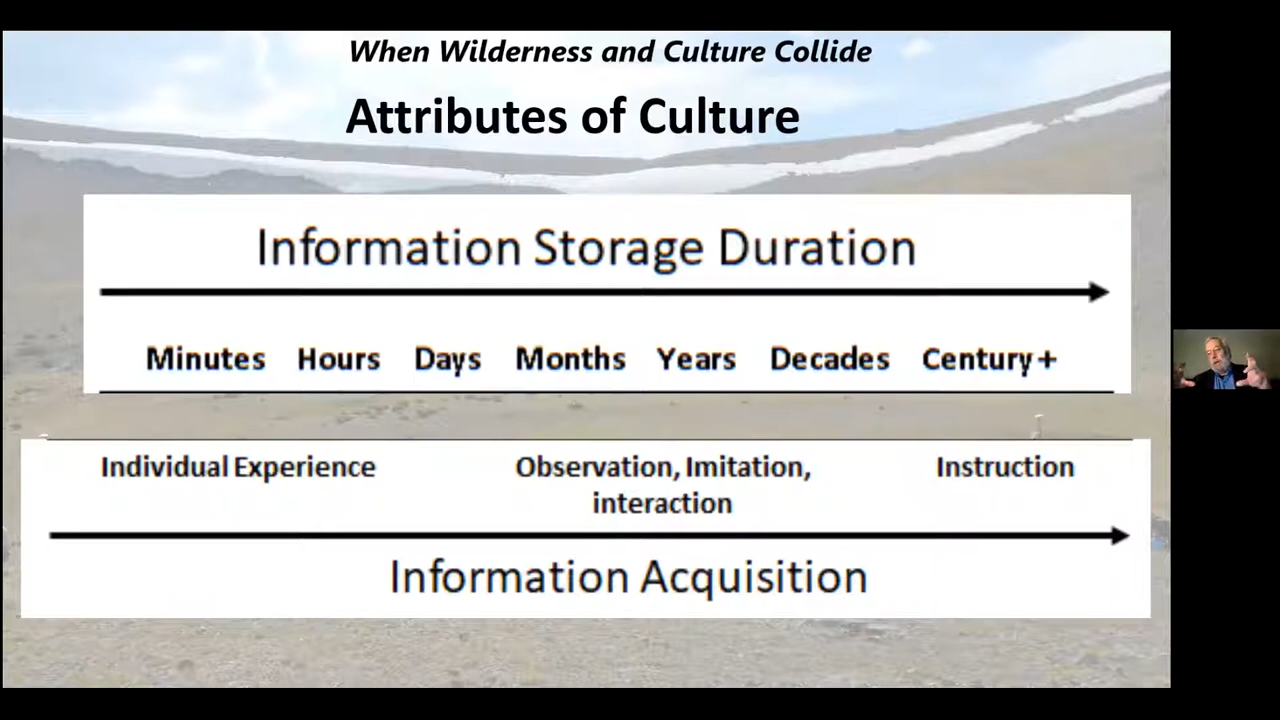 When Wilderness and Culture Collide
Attributes of Culture
Information Storage Duration
Minutes Hours Days Months Years Decades Century+
Individual Experience Observation, Imitation, Instruction
interaction
Information Acquisition